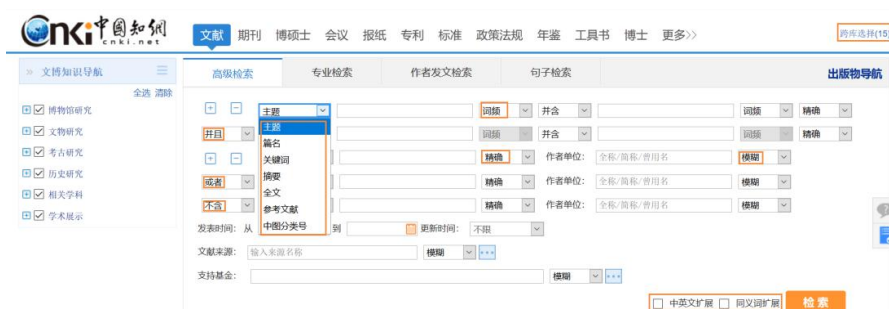 cnki中国知网
cnki.net
文献 期刊 博硕士 会议 报纸 专利 标准 政策法规 年鉴 工具书 博士 更多>>
跨库选择(15)
» 文博知识导航
全选 清除
博物馆研究
文物研究
考古研究
历史研究
相关学科
学术展示
高级检索 专业检索 作者发文检索 句子检索 出版物导航
主题 词频 并含 词频 精确
并且 主题 词频 并含 词频 精确
篇名
关键词 精确 作者单位: 全称/简称/曾用名 模糊
或者 摘要 精确 作者单位: 全称/简称/曾用名 模糊
全文
不含 参考文献 精确 作者单位: 全称/简称/曾用名 模糊
发表时间: 从 中图分类号 到 更新时间: 不限
文献来源: 输入来源名称 模糊 ...
支持基金: 模糊 ...
中英文扩展 同义词扩展 检索